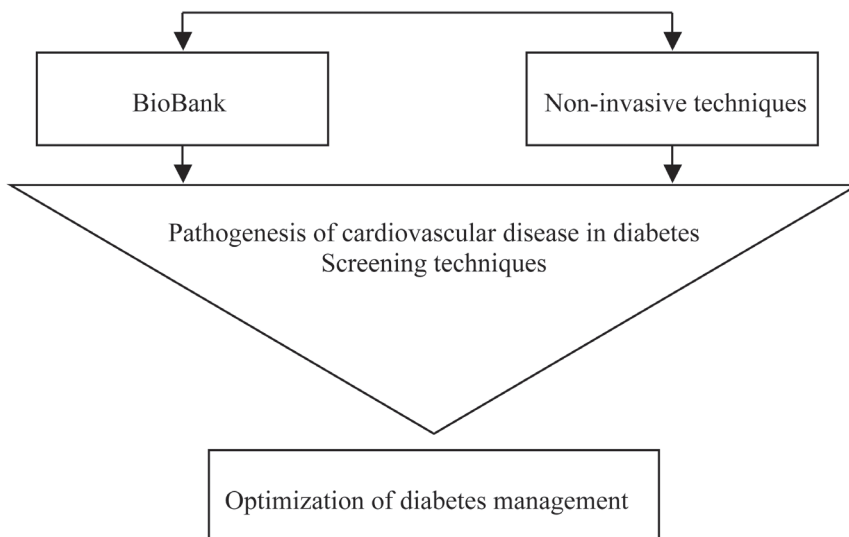 BioBank
Non-invasive techniques
Pathogenesis of cardiovascular disease in diabetes
Screening techniques
Optimization of diabetes management